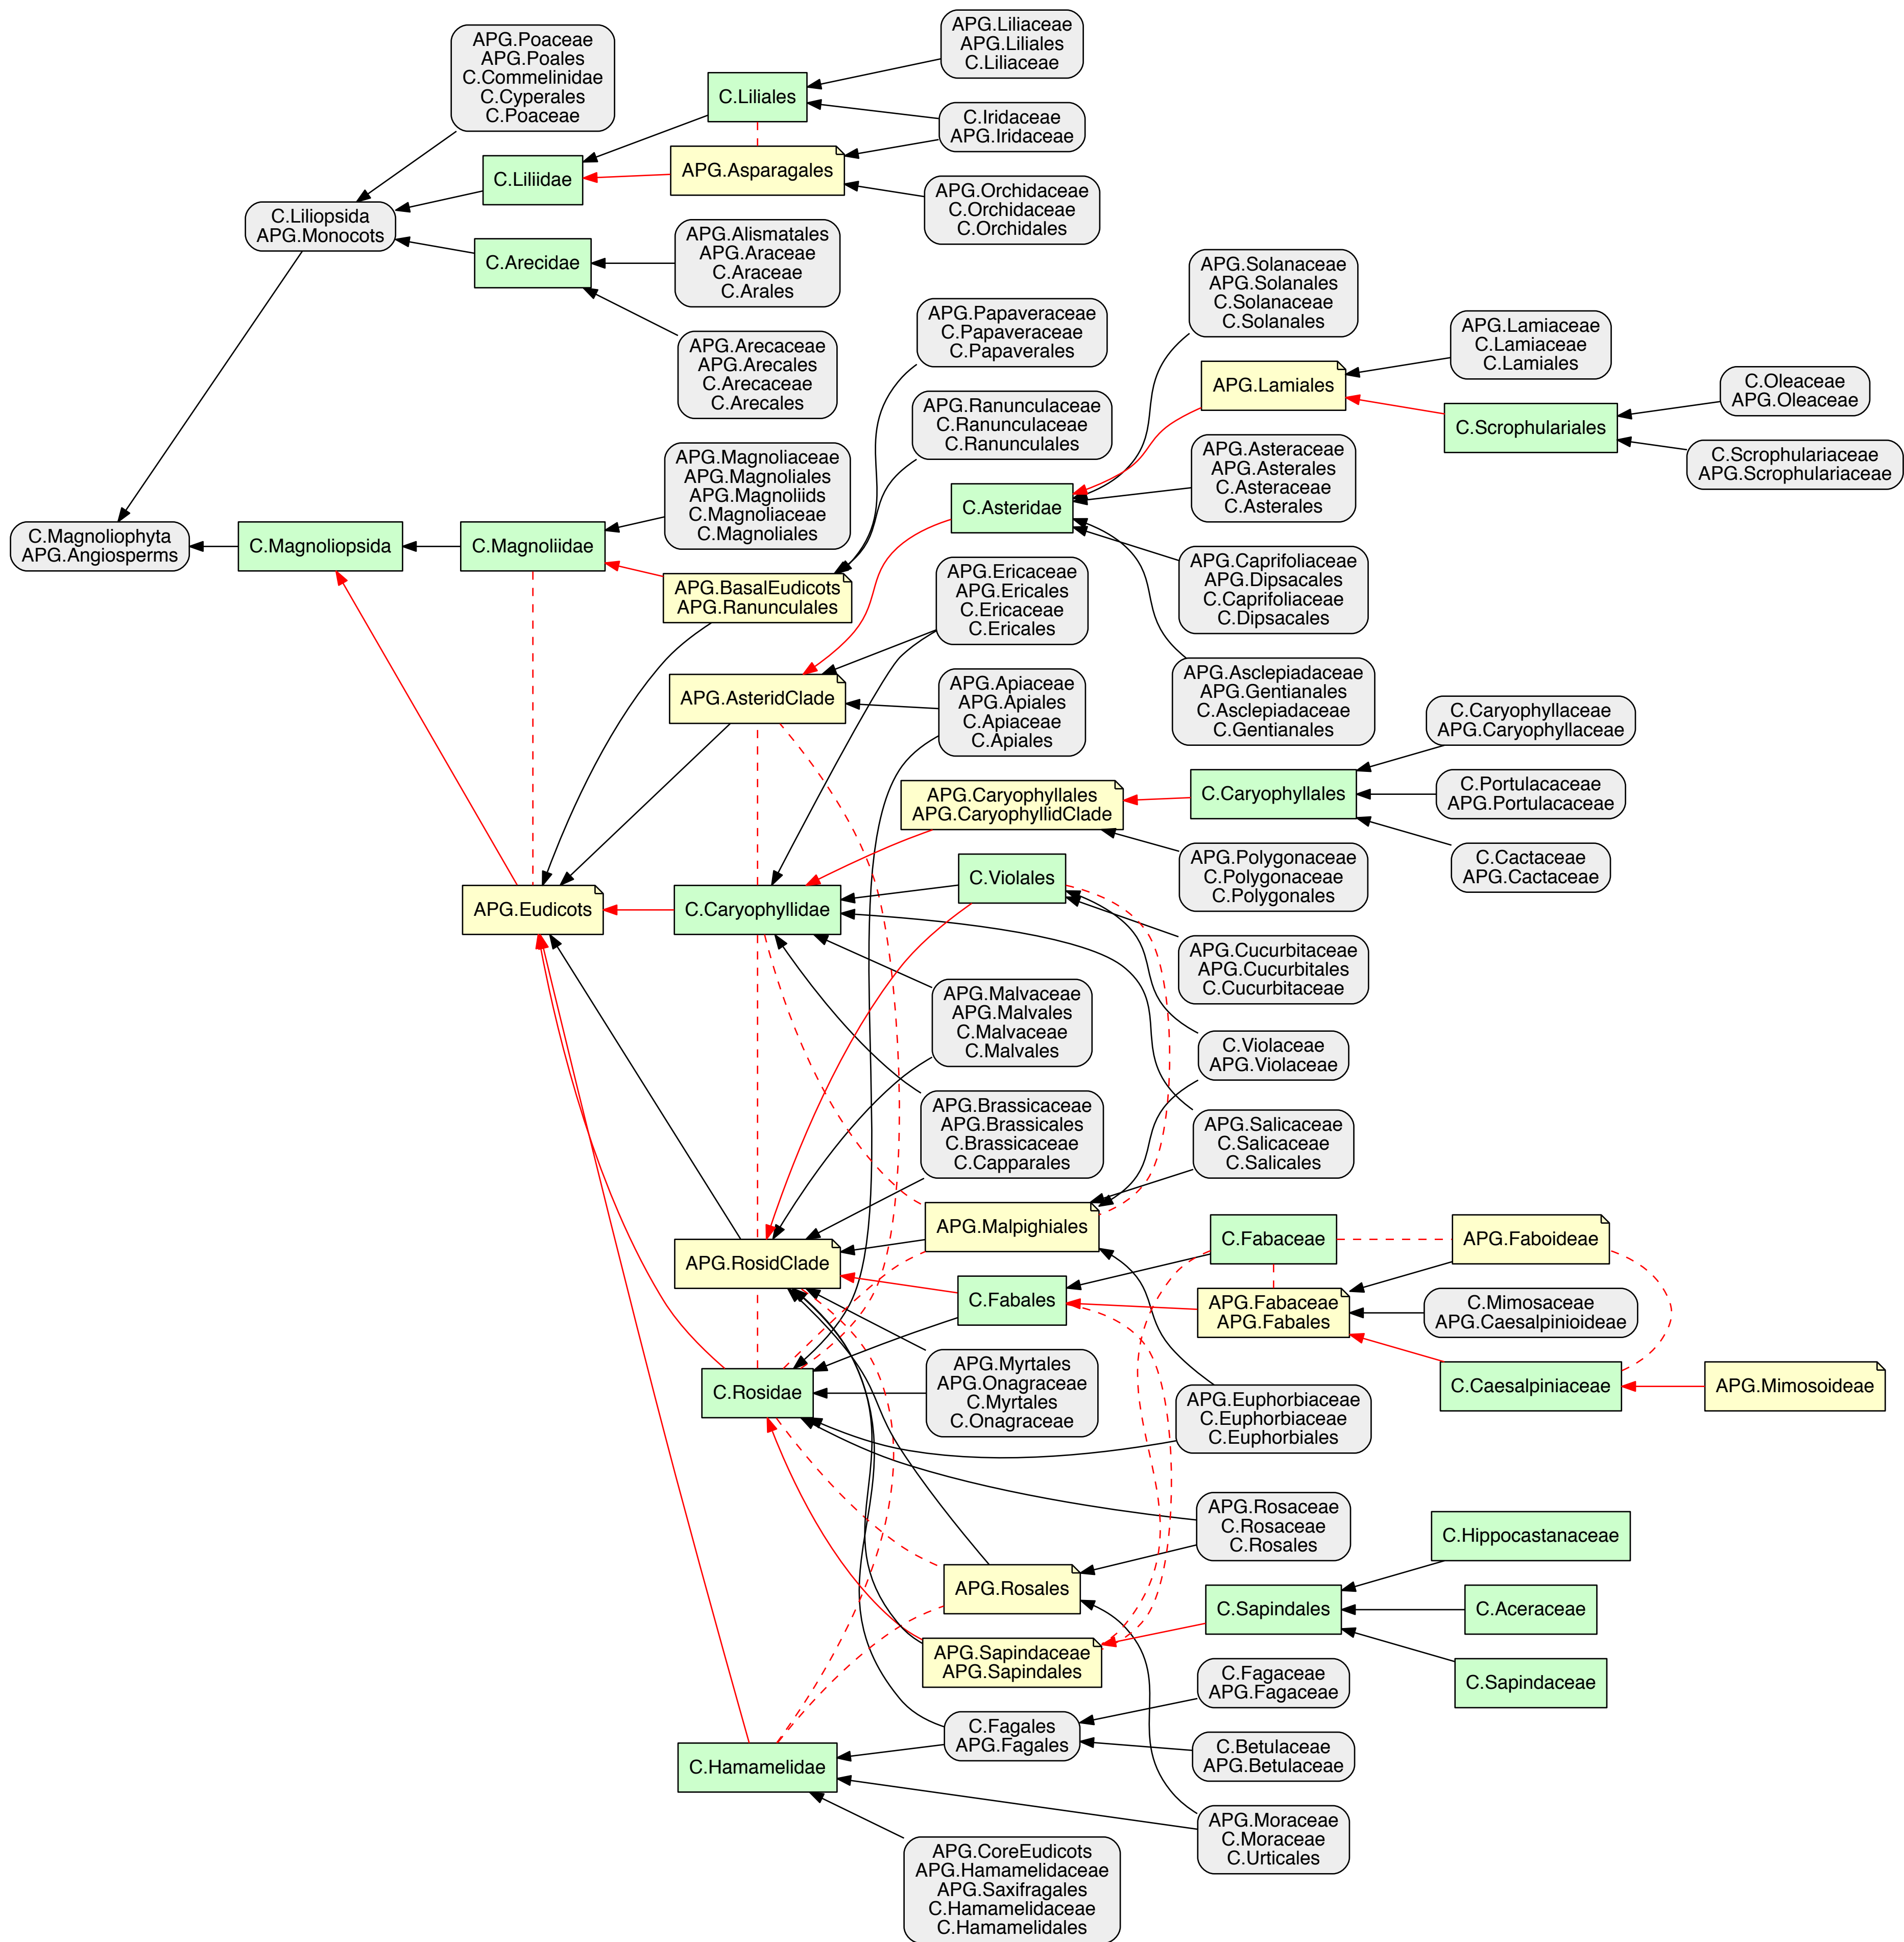 APG.Poaceae
APG.Poales
C.Commelinidae
C.Cyperales
C.Poaceae
APG.Liliaceae
APG.Liliales
C.Liliaceae
C.Liliales
C.Iridaceae
APG.Iridaceae
APG.Asparagales
C.Liliidae
APG.Orchidaceae
C.Orchidaceae
C.Orchidales
C.Liliopsida
APG.Monocots
C.Arecidae
APG.Alismatales
APG.Araceae
C.Araceae
C.Arales
APG.Arecaceae
APG.Arecales
C.Arecaceae
C.Arecales
APG.Solanaceae
APG.Solanales
C.Solanaceae
C.Solanales
APG.Papaveraceae
C.Papaveraceae
C.Papaverales
APG.Lamiaceae
C.Lamiaceae
C.Lamiales
APG.Lamiales
C.Oleaceae
APG.Oleaceae
C.Scrophulariales
APG.Ranunculaceae
C.Ranunculaceae
C.Ranunculales
C.Scrophulariaceae
APG.Scrophulariaceae
APG.Asteraceae
APG.Asterales
C.Asteraceae
C.Asterales
APG.Magnoliaceae
APG.Magnoliales
APG.Magnoliids
C.Magnoliaceae
C.Magnoliales
C.Asteridae
C.Magnoliophyta
APG.Angiosperms
C.Magnoliopsida
C.Magnoliidae
APG.BasalEudicots
APG.Ranunculales
APG.Ericaceae
APG.Ericales
C.Ericaceae
C.Ericales
APG.Caprifoliaceae
APG.Dipsacales
C.Caprifoliaceae
C.Dipsacales
APG.AsteridClade
APG.Apiaceae
APG.Apiales
C.Apiaceae
C.Apiales
APG.Asclepiadaceae
APG.Gentianales
C.Asclepiadaceae
C.Gentianales
C.Caryophyllaceae
APG.Caryophyllaceae
APG.Caryophyllales
APG.CaryophyllidClade
C.Caryophyllales
C.Portulacaceae
APG.Portulacaceae
C.Cactaceae
APG.Cactaceae
APG.Polygonaceae
C.Polygonaceae
C.Polygonales
C.Violales
APG.Eudicots
C.Caryophyllidae
APG.Cucurbitaceae
APG.Cucurbitales
C.Cucurbitaceae
APG.Malvaceae
APG.Malvales
C.Malvaceae
C.Malvales
C.Violaceae
APG.Violaceae
APG.Brassicaceae
APG.Brassicales
C.Brassicaceae
C.Capparales
APG.Salicaceae
C.Salicaceae
C.Salicales
APG.Malpighiales
C.Fabaceae
APG.Faboideae
APG.RosidClade
C.Fabales
APG.Fabaceae
APG.Fabales
C.Mimosaceae
APG.Caesalpinioideae
C.Rosidae
APG.Myrtales
APG.Onagraceae
C.Myrtales
C.Onagraceae
C.Caesalpiniaceae
APG.Mimosoideae
APG.Euphorbiaceae
C.Euphorbiaceae
C.Euphorbiales
APG.Rosaceae
C.Rosaceae
C.Rosales
C.Hippocastanaceae
APG.Rosales
C.Sapindales
C.Aceraceae
APG.Sapindaceae
APG.Sapindales
C.Sapindaceae
C.Fagaceae
APG.Fagaceae
C.Fagales
APG.Fagales
C.Betulaceae
APG.Betulaceae
C.Hamamelidae
APG.Moraceae
C.Moraceae
C.Urticales
APG.CoreEudicots
APG.Hamamelidaceae
APG.Saxifragales
C.Hamamelidaceae
C.Hamamelidales